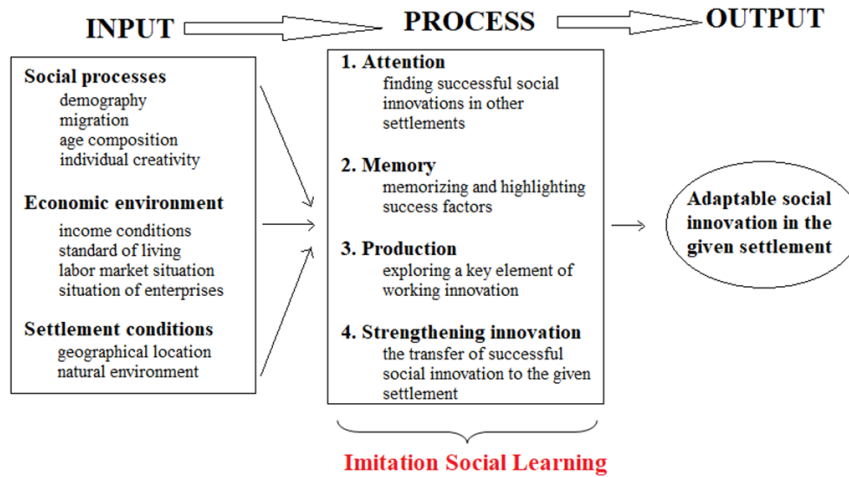 INPUT
PROCESS
OUTPUT
Social processes
demography
migration
age composition
individual creativity
Economic environment
income conditions
standard of living
labor market situation
situation of enterprises
Settlement conditions
geographical location
natural environment
1. Attention
finding successful social
innovations in other
settlements
2. Memory
memorizing and highlighting
success factors
3. Production
exploring a key element of
working innovation
4. Strengthening innovation
the transfer of successful
social innovation to the given
settlement
Imitation Social Learning
Adaptable social
innovation in the
given settlement